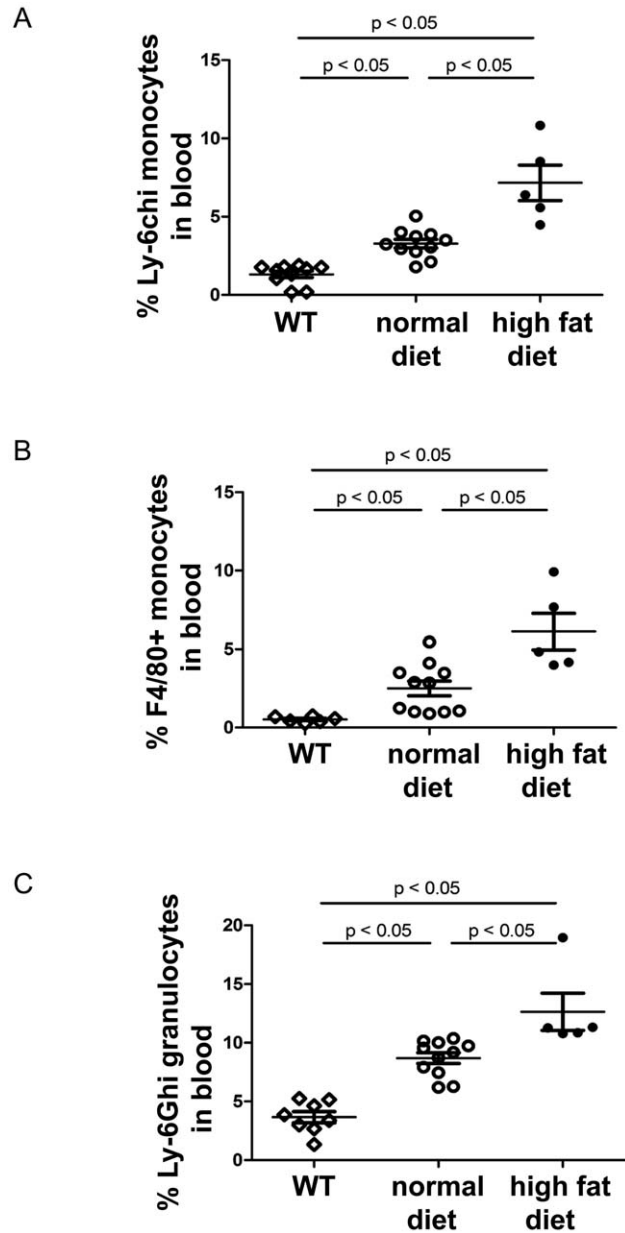 A
p < 0.05
p < 0.05
p < 0.05
% Ly-6chi monocytes
in blood
15
10
5
0
WT
normal
diet
high fat
diet
B
p < 0.05
p < 0.05
p < 0.05
% F4/80+ monocytes
in blood
15
10
5
0
WT
normal
diet
high fat
diet
C
p < 0.05
p < 0.05
p < 0.05
% Ly-6Ghi granulocytes
in blood
20
15
10
5
0
WT
normal
diet
high fat
diet